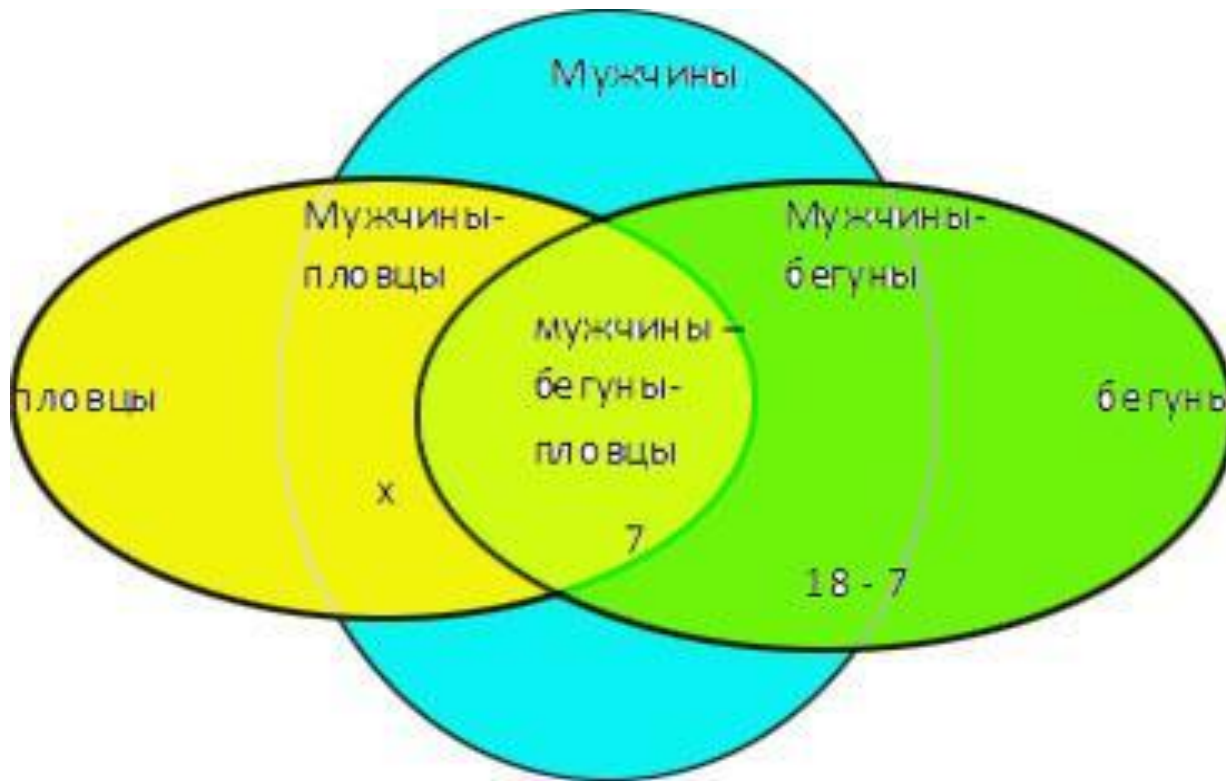 Мужчины
Мужчины-
пловцы
Мужчины-
бегуны
мужчины –
бегуны-
пловцы
пловцы
бегуны
х
7
18 - 7